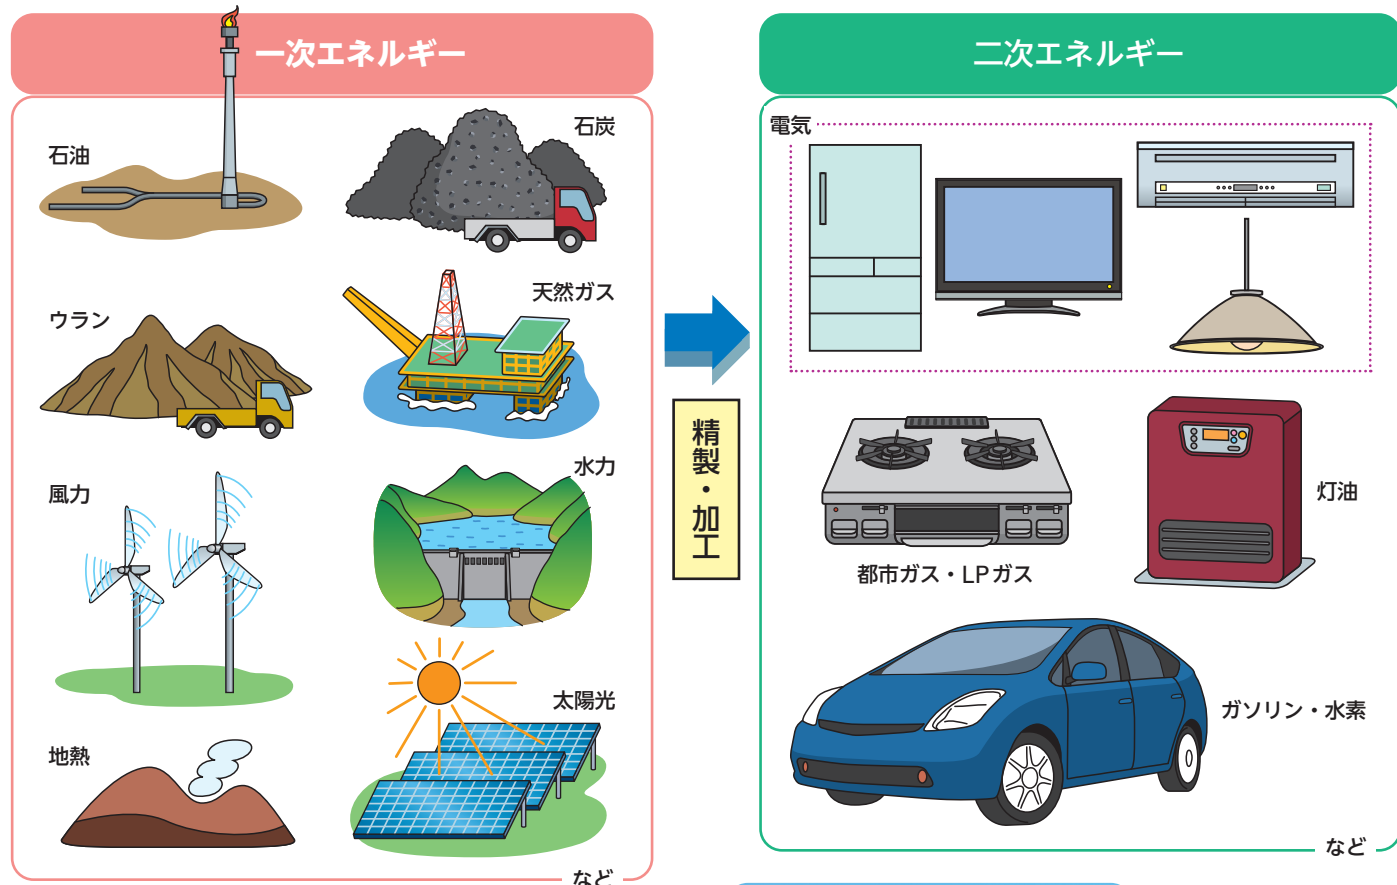 一次エネルギー
石油
石炭
ウラン
天然ガス
風力
水力
太陽光
地熱
など
精製・加工
二次エネルギー
電気
都市ガス・LPガス
灯油
ガソリン・水素
など